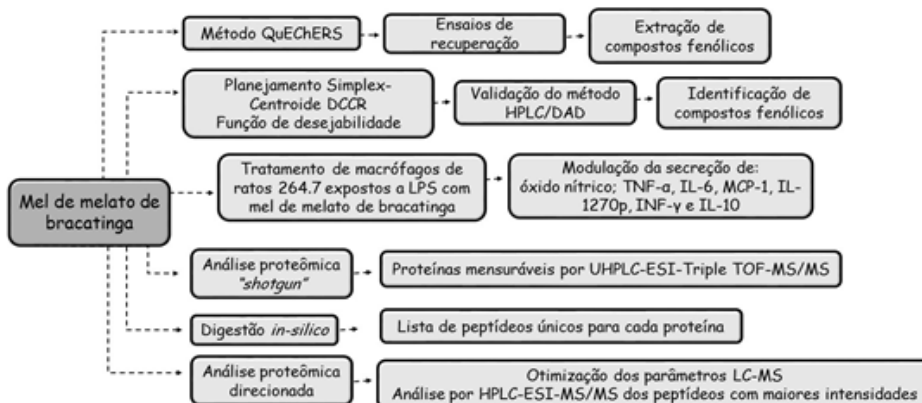 Método QuEChERS
Ensaios de
recuperação
Extração de
compostos fenólicos
Planejamento Simplex-
Centroide DCCR
Função de desejabilidade
Validação do método
HPLC/DAD
Identificação de
compostos fenólicos
Tratamento de macrófagos de
ratos 264.7 expostos a LPS com
mel de melato de bracatinga
Modulação da secreção de:
óxido nítrico; TNF-α, IL-6, MCP-1, IL-
1270p, INF-γ e IL-10
Mel de melato de
bracatinga
Análise proteômica
"shotgun"
Proteínas mensuráveis por UHPLC-ESI-Triple TOF-MS/MS
Digestão in-silico
Lista de peptídeos únicos para cada proteína
Análise proteômica
direcionada
Otimização dos parâmetros LC-MS
Análise por HPLC-ESI-MS/MS dos peptídeos com maiores intensidades